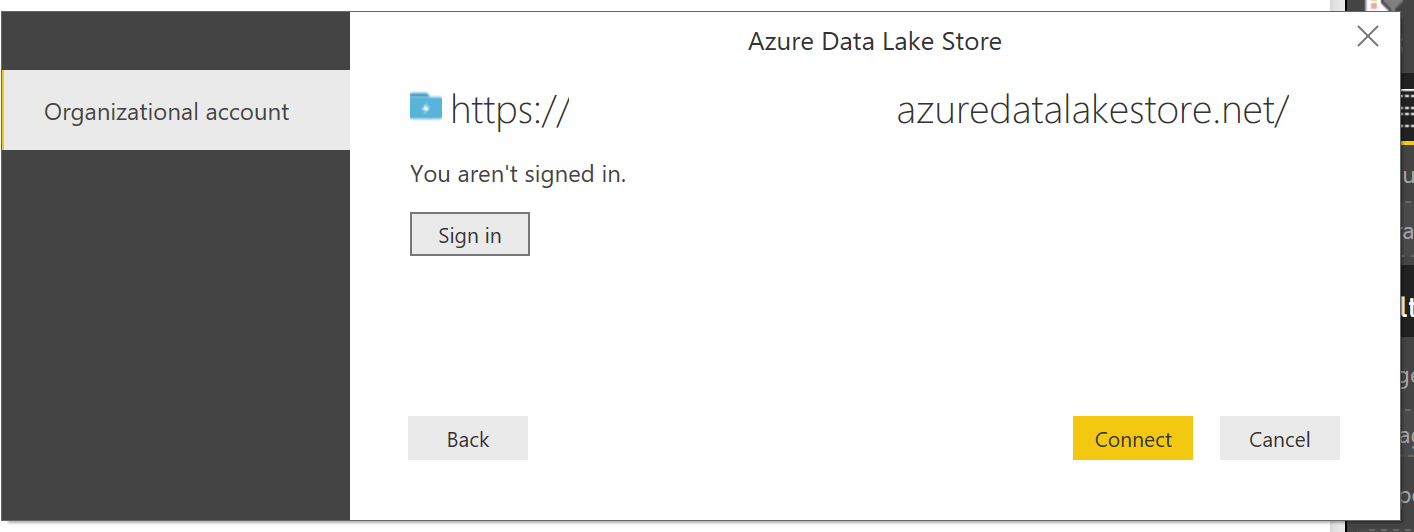 Azure Data Lake Store
Organizational account
https:// azuredatalakestore.net/
You aren't signed in.
Sign in
Back
Connect
Cancel